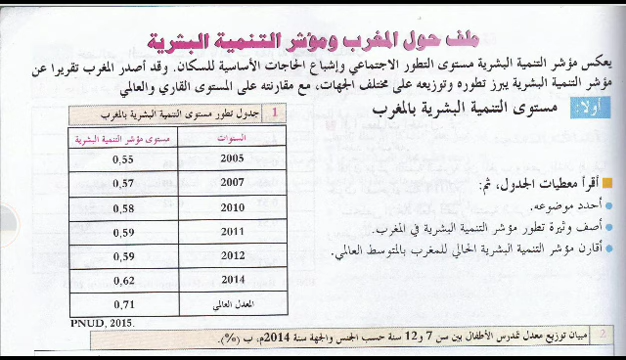 ملف حول المغرب ومؤشر التنمية البشرية
يعكس مؤشر التنمية البشرية مستوى التطور الاجتماعي وإشباع الحاجات الأساسية للسكان. وقد أصدر المغرب تقريرا عن
مؤشر التنمية البشرية يبرز تطوره وتوزيعه على مختلف الجهات، مع مقارنته على المستوى القاري والعالمي
أولا: مستوى التنمية البشرية بالمغرب
1 جدول تطور مستوى التنمية البشرية بالمغرب
السنوات مستوى مؤشر التنمية البشرية
2005 0,55
2007 0,57
2010 0,58
2011 0,59
2012 0,59
2014 0,62
المعدل العالمي 0,71
PNUD, 2015.
أقرأ معطيات الجدول، ثم:
أحدد موضوعه.
أصف وثيرة تطور مؤشر التنمية البشرية في المغرب.
أقارن مؤشر التنمية البشرية الحالي للمغرب بالمتوسط العالمي.
2 مبيان توزيع معدل تمدرس الأطفال بين سن 7 و12 سنة حسب الجنس والجهة سنة 2014م، ب (%).